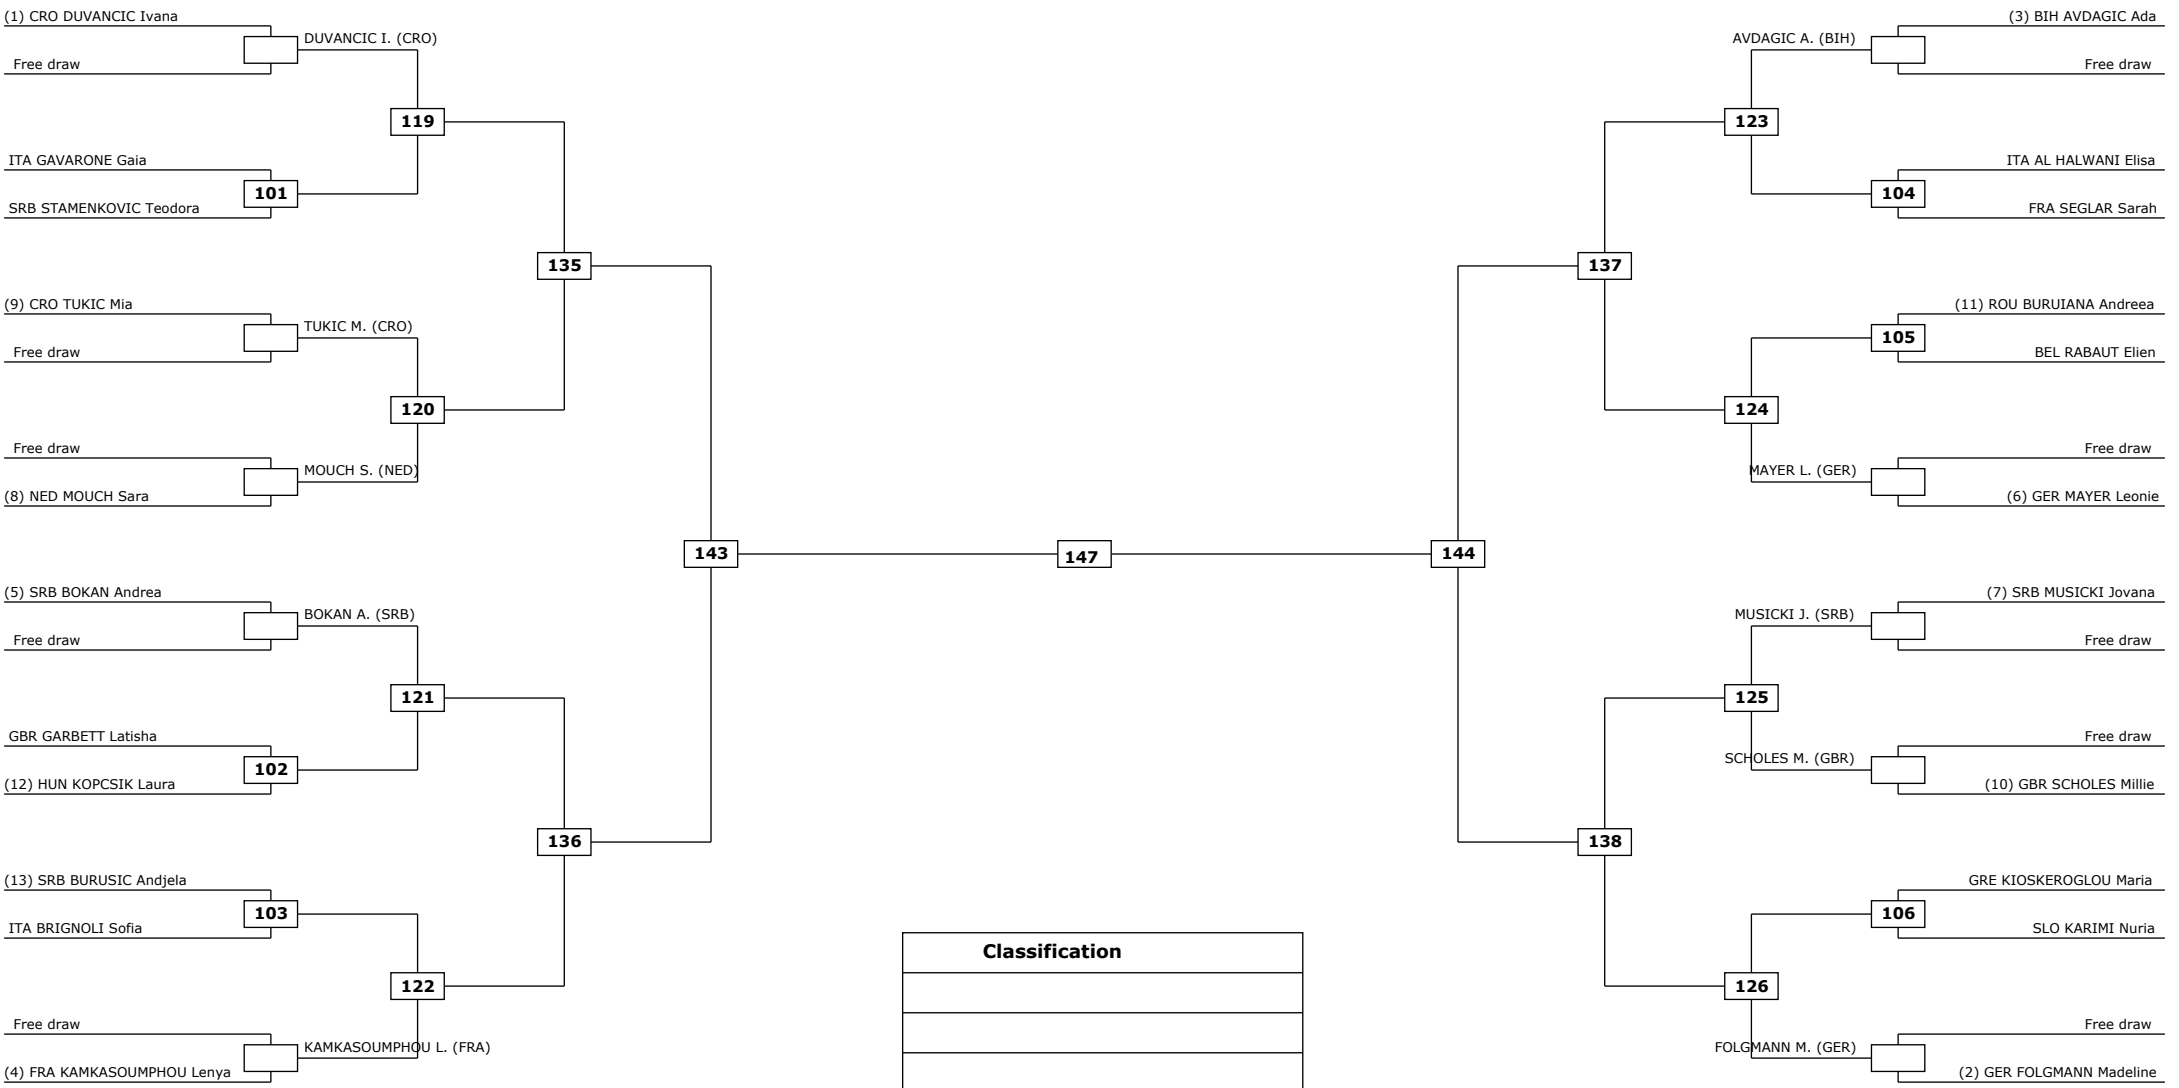 (1) CRO DUVANCIC Ivana
DUVANCIC I. (CRO)
Free draw
119
ITA GAVARONE Gaia
101
SRB STAMENKOVIC Teodora
135
(9) CRO TUKIC Mia
TUKIC M. (CRO)
Free draw
120
Free draw
MOUCH S. (NED)
(8) NED MOUCH Sara
143
(5) SRB BOKAN Andrea
BOKAN A. (SRB)
Free draw
121
GBR GARBETT Latisha
102
(12) HUN KOPCSIK Laura
136
(13) SRB BURUSIC Andjela
103
ITA BRIGNOLI Sofia
122
Free draw
KAMKASOUMPHOU L. (FRA)
(4) FRA KAMKASOUMPHOU Lenya
147
Classification
(3) BIH AVDAGIC Ada
AVDAGIC A. (BIH)
Free draw
123
ITA AL HALWANI Elisa
104
FRA SEGLAR Sarah
137
(11) ROU BURUIANA Andreea
105
BEL RABAUT Elien
124
Free draw
MAYER L. (GER)
(6) GER MAYER Leonie
144
(7) SRB MUSICKI Jovana
MUSICKI J. (SRB)
Free draw
125
Free draw
SCHOLES M. (GBR)
(10) GBR SCHOLES Millie
138
GRE KIOSKEROGLOU Maria
106
SLO KARIMI Nuria
126
Free draw
FOLGMANN M. (GER)
(2) GER FOLGMANN Madeline